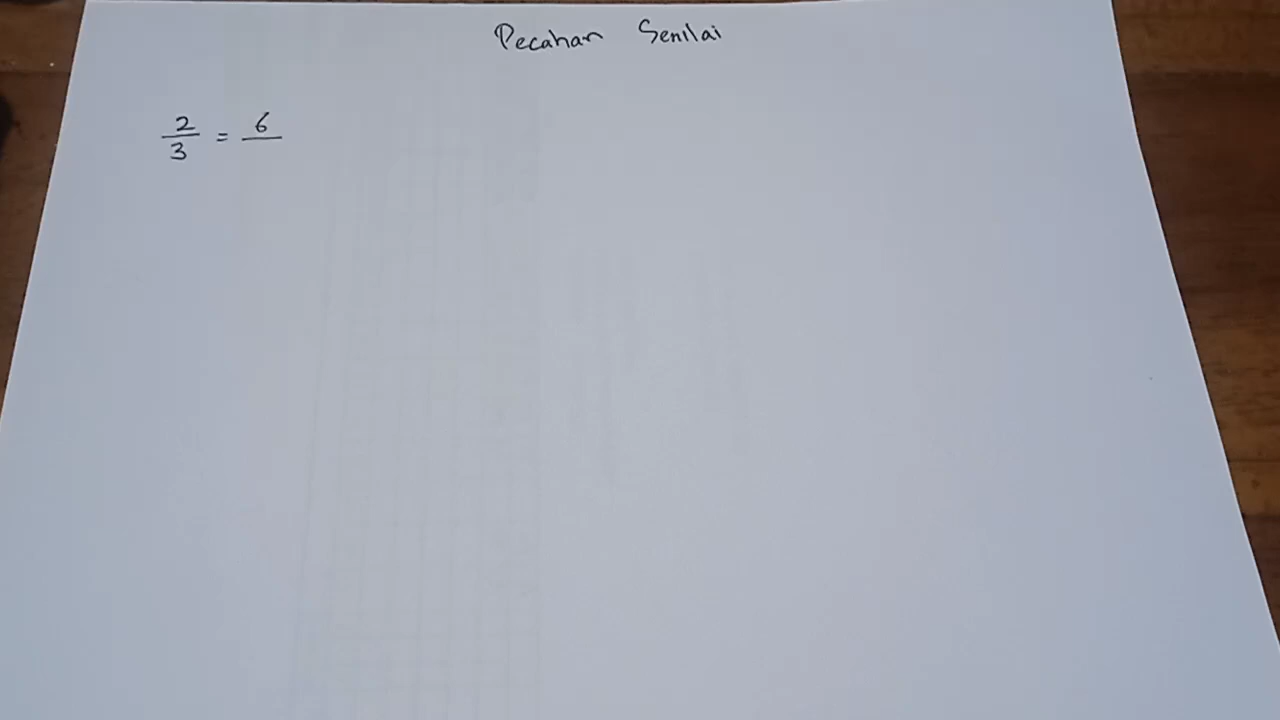 Pecahan Senilai
2/3 = 6/